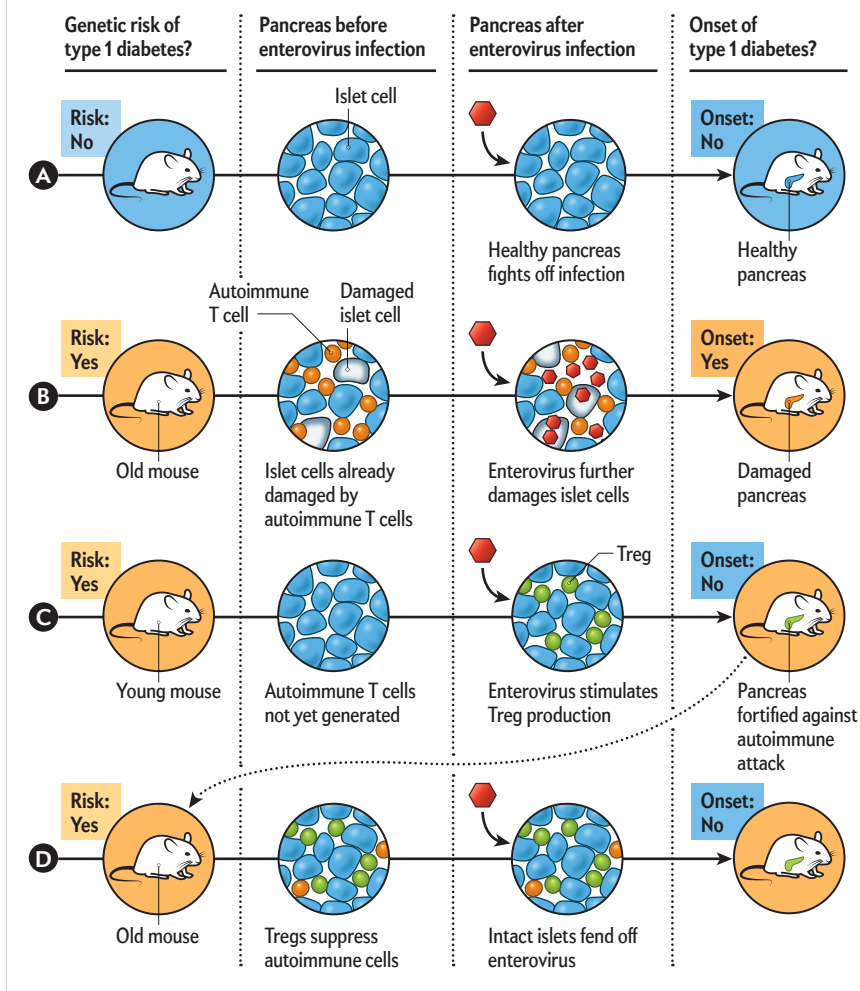 Genetic risk of
type 1 diabetes?
Pancreas before
enterovirus infection
Pancreas after
enterovirus infection
Onset of
type 1 diabetes?
Risk:
No
Islet cell
Onset:
No
A
Healthy pancreas
fights off infection
Healthy
pancreas
Autoimmune
T cell
Damaged
islet cell
Risk:
Yes
Onset:
Yes
B
Old mouse
Islet cells already
damaged by
autoimmune T cells
Enterovirus further
damages islet cells
Damaged
pancreas
Risk:
Yes
Treg
Onset:
No
C
Young mouse
Autoimmune T cells
not yet generated
Enterovirus stimulates
Treg production
Pancreas
fortified against
autoimmune
attack
Risk:
Yes
Onset:
No
D
Old mouse
Tregs suppress
autoimmune cells
Intact islets fend off
enterovirus